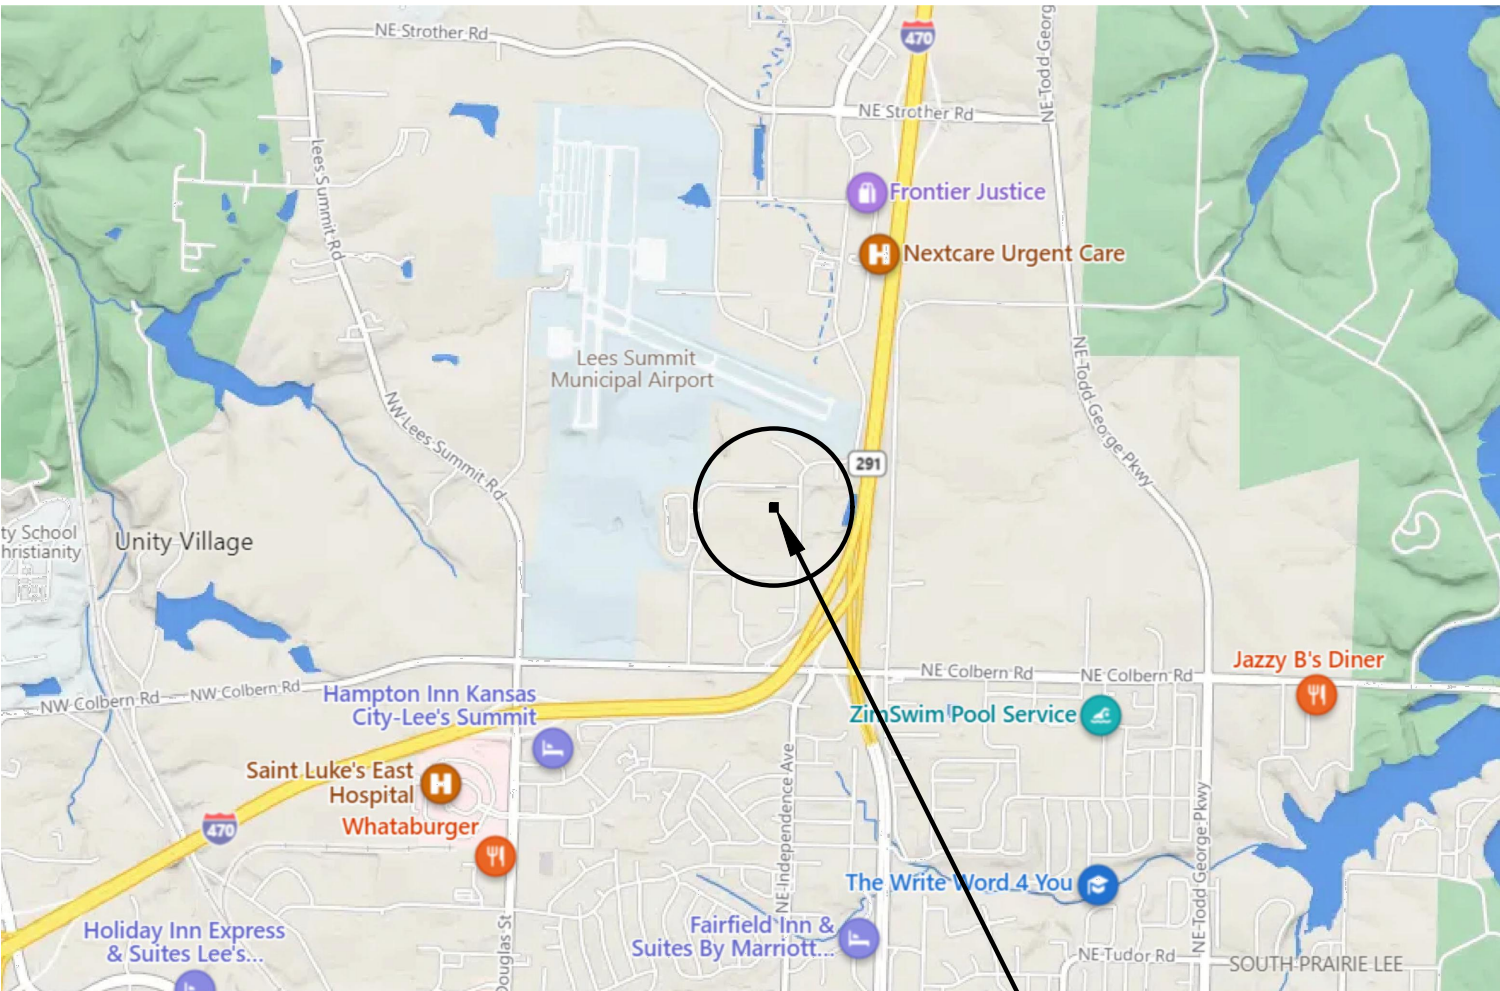 NE Strother Rd
470
NE-Todd-Georg
NE Strother Rd
Lees Summit Rd
Frontier Justice
Nextcare Urgent Care
Lees Summit
Municipal Airport
NE-Todd-George-Pkwy
NW-Lees-Summit-Rd
291
ty School
hristianity
Unity Village
NE Colbern Rd
NE Colbern Rd
Jazzy B's Diner
NW Colbern Rd
NW Colbern Rd
Hampton Inn Kansas
City-Lee's Summit
ZimSwim Pool Service
Saint Luke's East
Hospital
Whataburger
470
NE-Independence Ave
NE-Todd George-Pkwy
The Write Word 4 You
Holiday Inn Express
& Suites Lee's...
Douglas St
Fairfield Inn &
Suites By Marriott...
NE-Tudor Rd
SOUTH-PRAIRIE-LEE